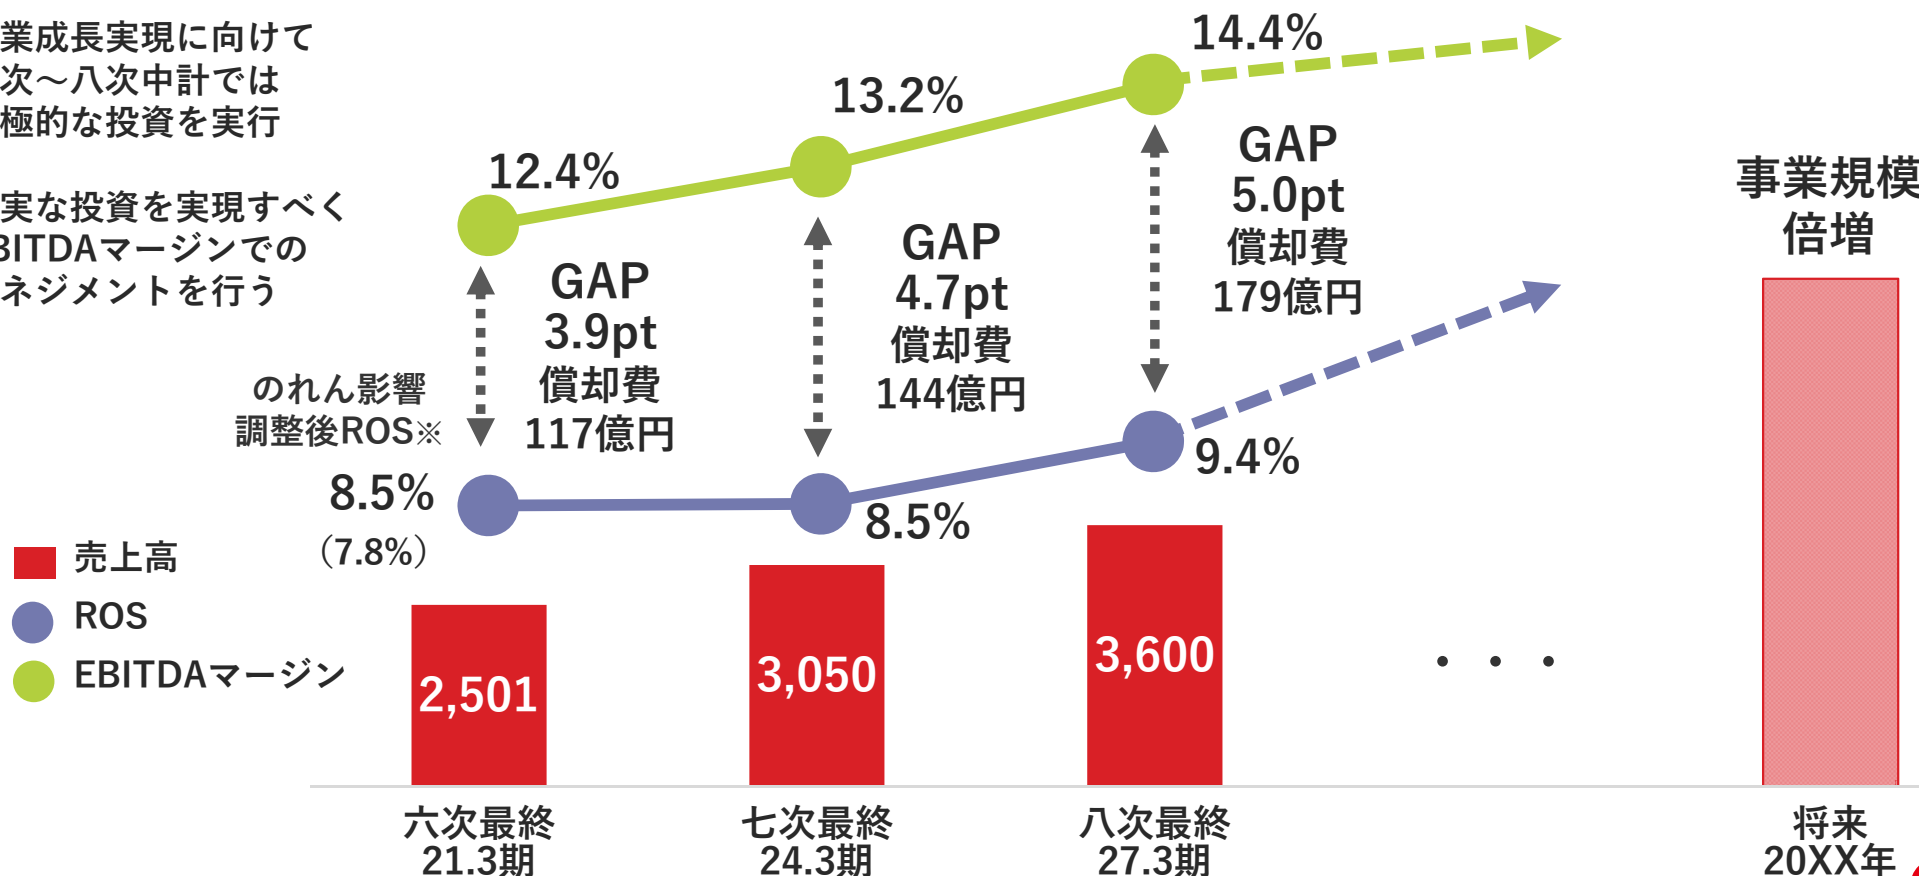 業成長実現に向けて
次～八次中計では
極的な投資を実行
実な投資を実現すべく
BITDAマージンでの
ネジメントを行う
14.4%
13.2%
12.4%
GAP
5.0pt
償却費
179億円
GAP
4.7pt
償却費
144億円
GAP
3.9pt
償却費
117億円
事業規模
倍増
のれん影響
調整後ROS※
8.5%
（7.8%）
8.5%
9.4%
売上高
ROS
EBITDAマージン
2,501
3,050
3,600
・・・
六次最終
21.3期
七次最終
24.3期
八次最終
27.3期
将来
20XX年